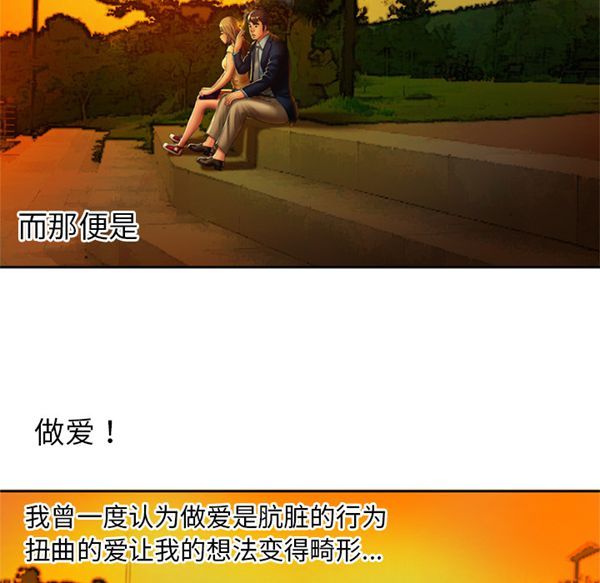 而那便是
做爱！
我曾一度认为做爱是肮脏的行为
扭曲的爱让我的想法变得畸形...